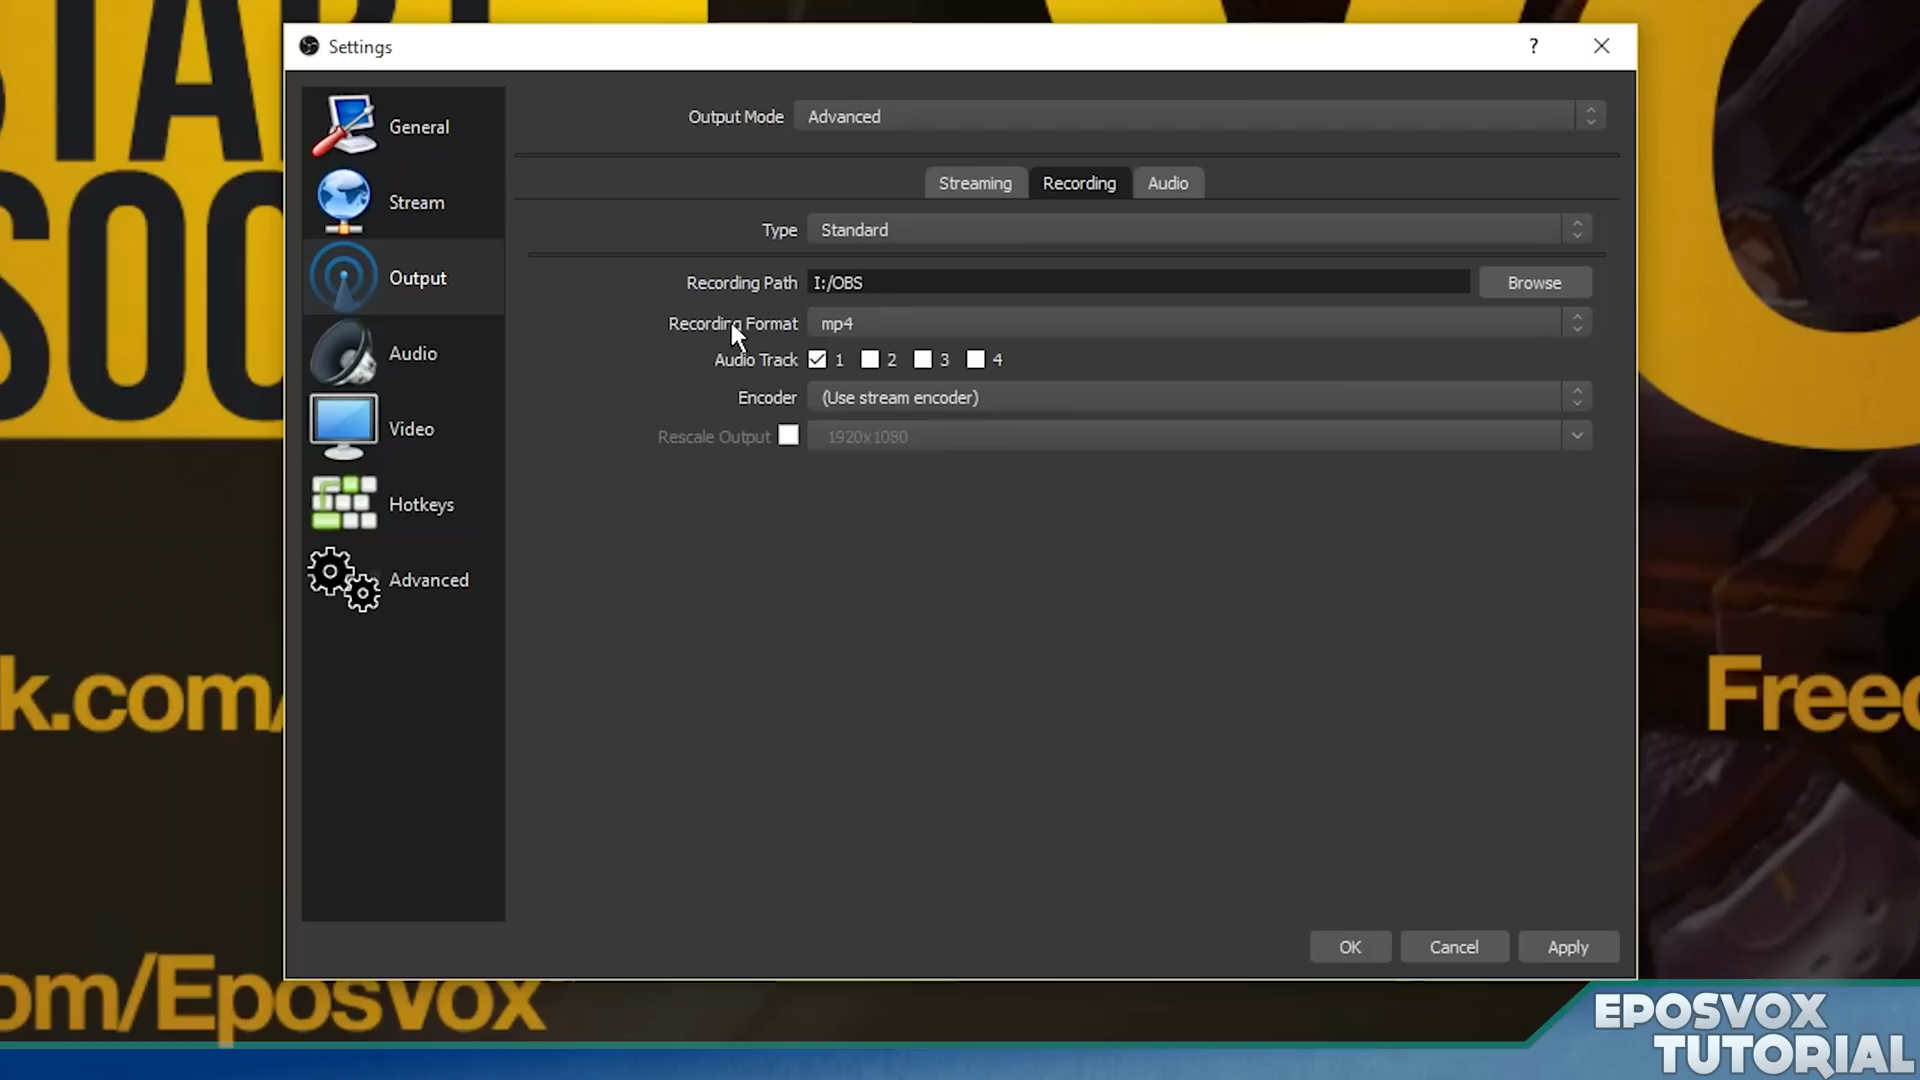 Settings
?
General
Stream
Output
Audio
Video
Hotkeys
Advanced
Output Mode Advanced
Streaming Recording Audio
Type Standard
Recording Path I:/OBS Browse
Recording Format mp4
Audio Track 1 2 3 4
Encoder (Use stream encoder)
Rescale Output 1920x1080
OK Cancel Apply
k.com/
om/EposVox
EPOSVOX
TUTORIAL